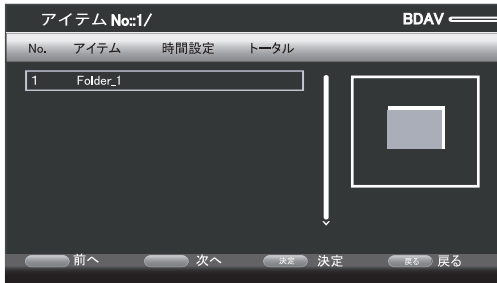 アイテム No.:1/ BDAV
No. アイテム 時間設定 トータル
1 Folder_1
前へ 次へ 決定 決定 戻る 戻る